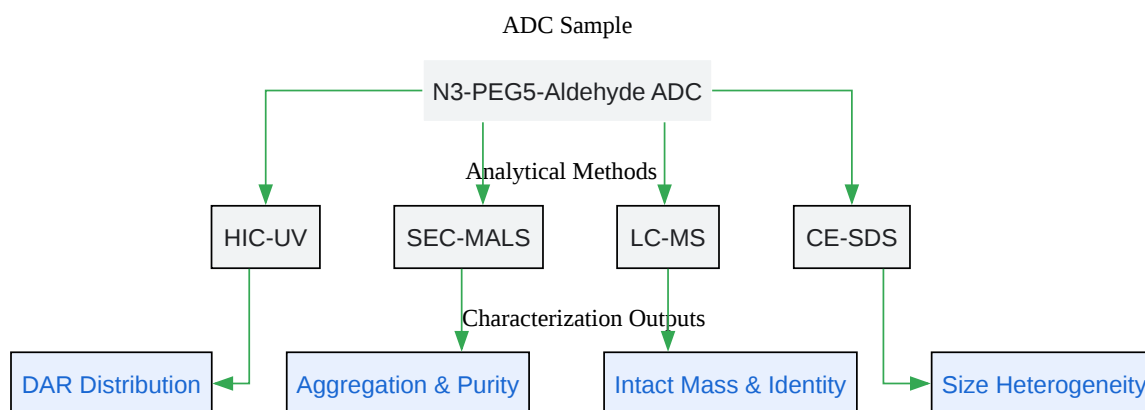 ADC Sample
N3-PEG5-Aldehyde ADC
Analytical Methods
HIC-UV
SEC-MALS
LC-MS
CE-SDS
Characterization Outputs
DAR Distribution
Aggregation & Purity
Intact Mass & Identity
Size Heterogeneity